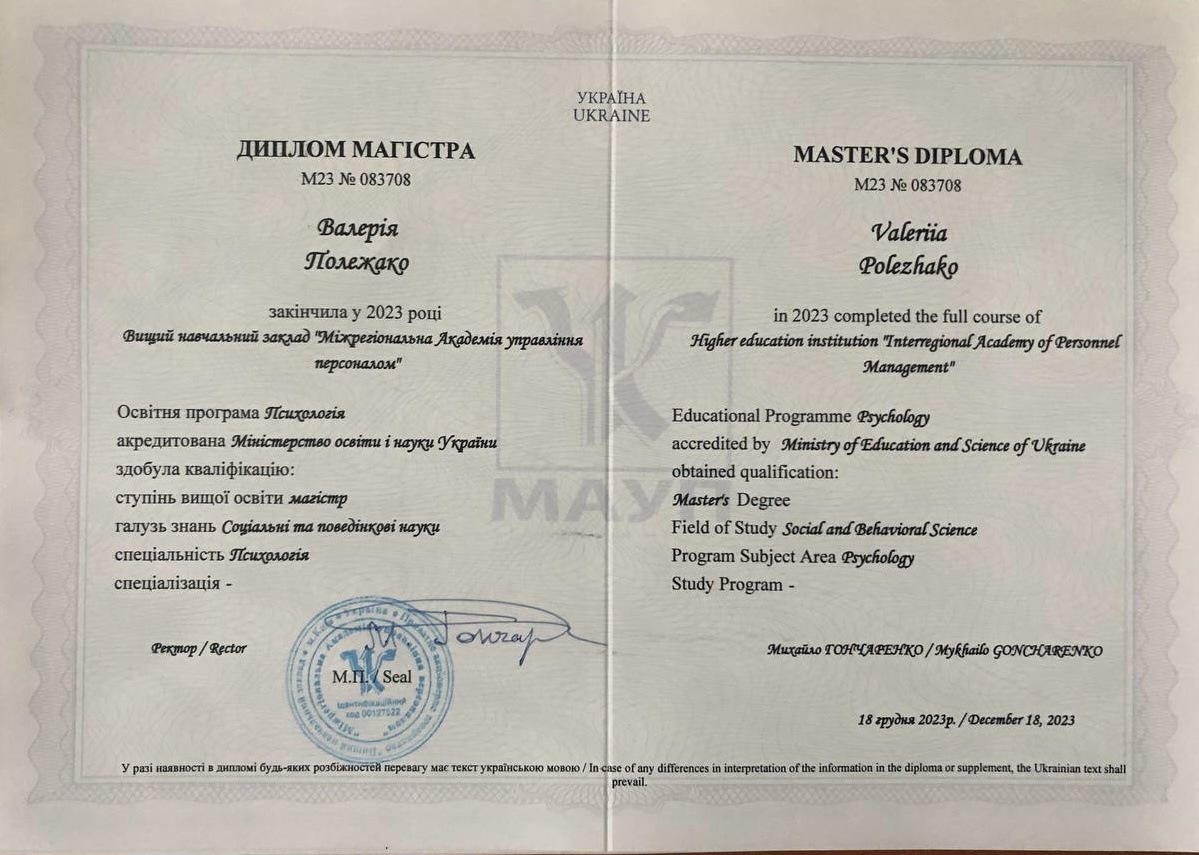 УКРАЇНА
UKRAINE
ДИПЛОМ МАГІСТРА
М23 № 083708
Валерія
Полежако
закінчила у 2023 році
Вищий навчальний заклад "Міжрегіональна Академія управління
персоналом"
Освітня програма Психологія
акредитована Міністерство освіти і науки України
здобула кваліфікацію:
ступінь вищої освіти магістр
галузь знань Соціальні та поведінкові науки
спеціальність Психологія
спеціалізація -
MASTER'S DIPLOMA
М23 № 083708
Valeriia
Polezhako
in 2023 completed the full course of
Higher education institution "Interregional Academy of Personnel
Management"
Educational Programme Psychology
accredited by Ministry of Education and Science of Ukraine
obtained qualification:
Master's Degree
Field of Study Social and Behavioral Science
Program Subject Area Psychology
Study Program -
МАУП
Ректор / Rector
М.П. / Seal
Ідентифікаційний
код 00127522
Михайло ГОНЧАРЕНКО / Mykhailo GONCHARENKO
18 грудня 2023р. / December 18, 2023
У разі наявності в дипломі будь-яких розбіжностей перевагу має текст українською мовою / In case of any differences in interpretation of the information in the diploma or supplement, the Ukrainian text shall
prevail.